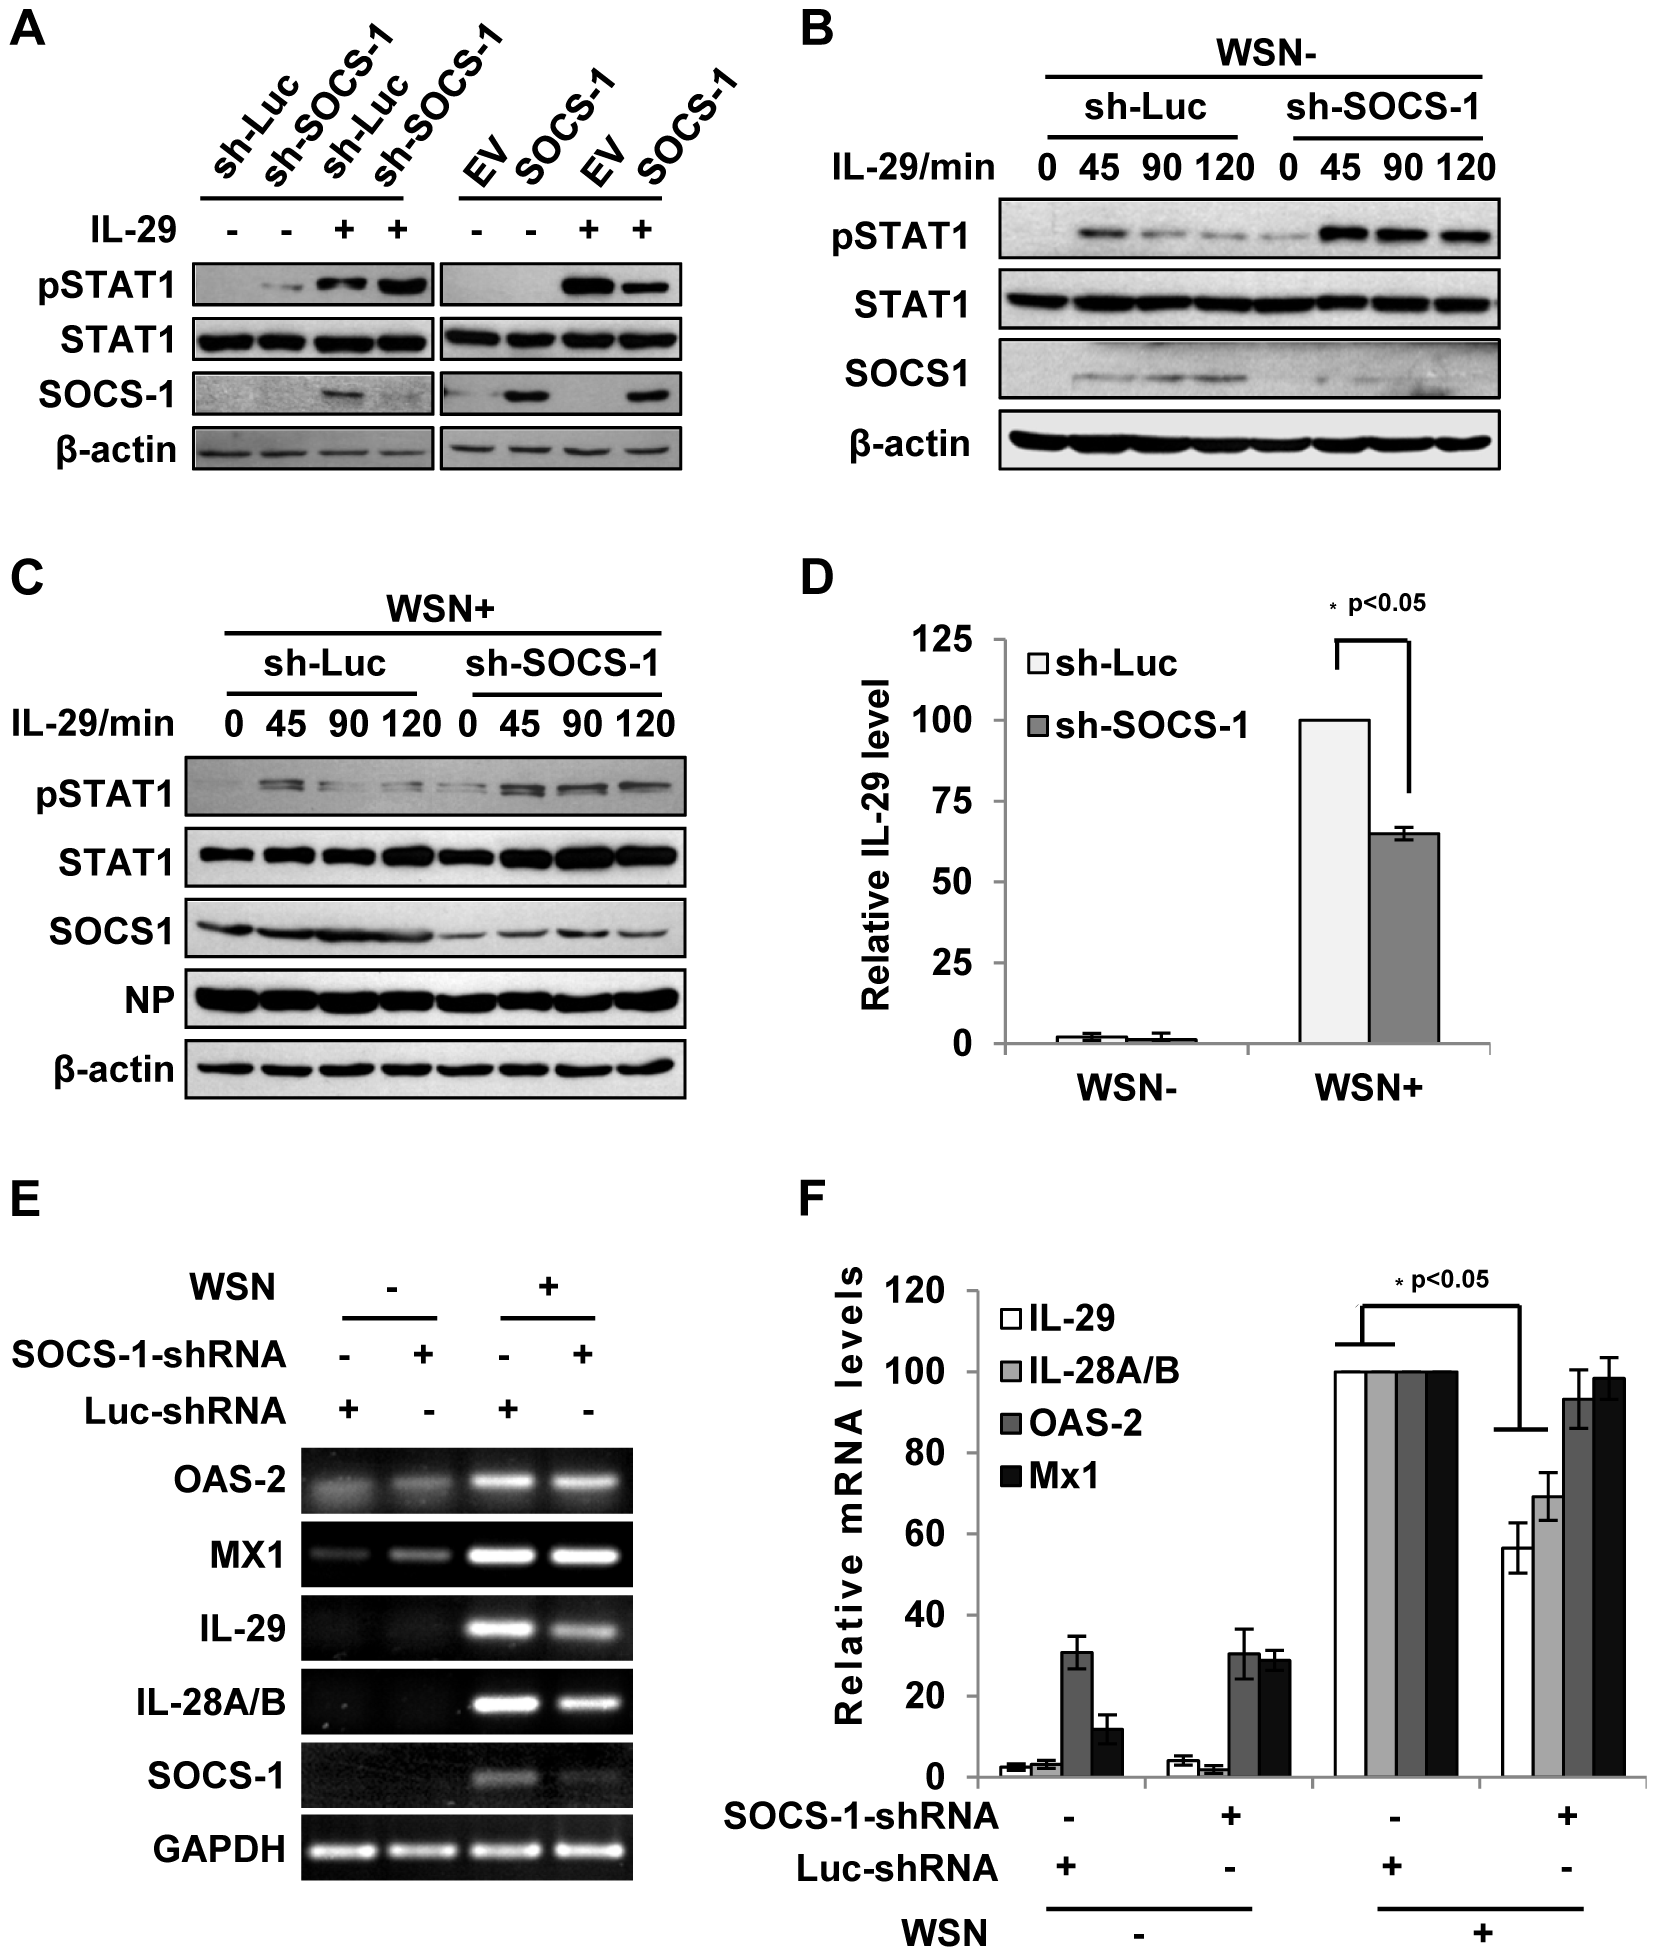 A
sh-Luc
sh-SOCS-1
sh-Luc
sh-SOCS-1
EV
SOCS-1
EV
SOCS-1
IL-29 - - + + - - + +
pSTAT1
STAT1
SOCS-1
β-actin
B
WSN-
sh-Luc sh-SOCS-1
IL-29/min 0 45 90 120 0 45 90 120
pSTAT1
STAT1
SOCS1
β-actin
C
WSN+
sh-Luc sh-SOCS-1
IL-29/min 0 45 90 120 0 45 90 120
pSTAT1
STAT1
SOCS1
NP
β-actin
D
* p<0.05
Relative IL-29 level
125
100
75
50
25
0
sh-Luc
sh-SOCS-1
WSN- WSN+
E
WSN - +
SOCS-1-shRNA - + - +
Luc-shRNA + - + -
OAS-2
MX1
IL-29
IL-28A/B
SOCS-1
GAPDH
F
* p<0.05
Relative mRNA levels
120
100
80
60
40
20
0
IL-29
IL-28A/B
OAS-2
Mx1
SOCS-1-shRNA - + - +
Luc-shRNA + - + -
WSN - +